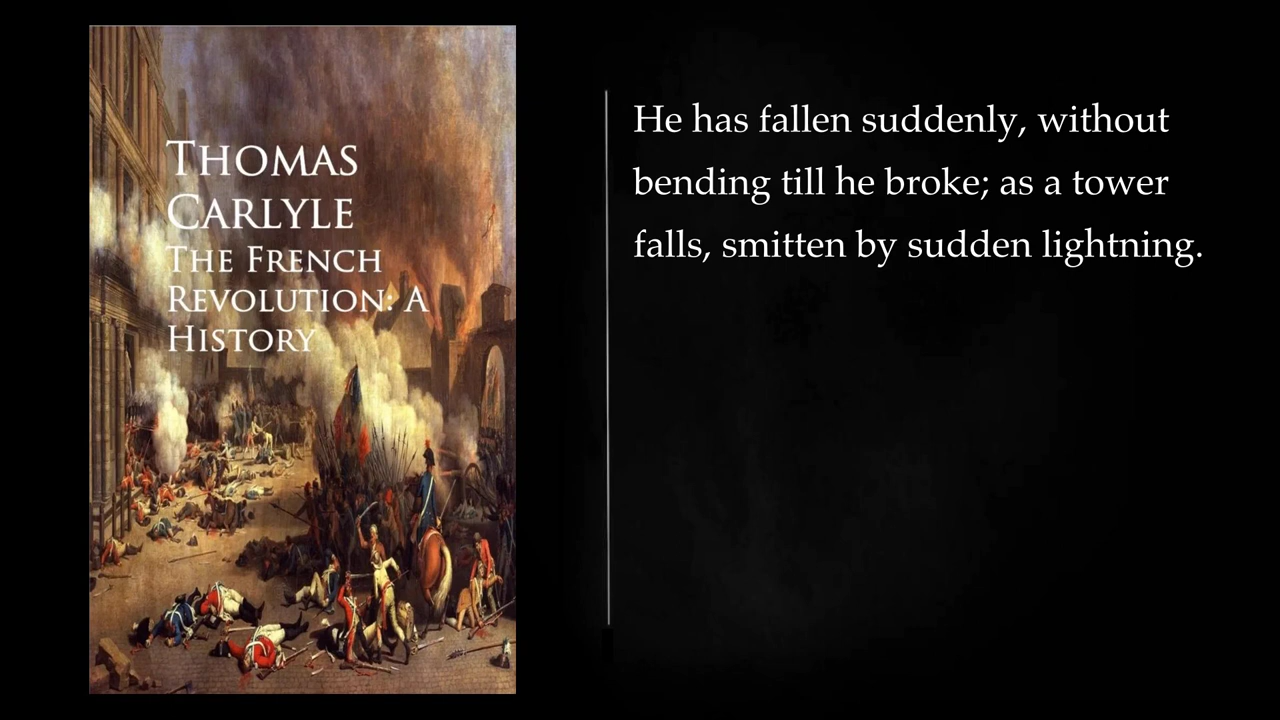 THOMAS
CARLYLE
THE FRENCH
REVOLUTION: A
HISTORY
He has fallen suddenly, without
bending till he broke; as a tower
falls, smitten by sudden lightning.